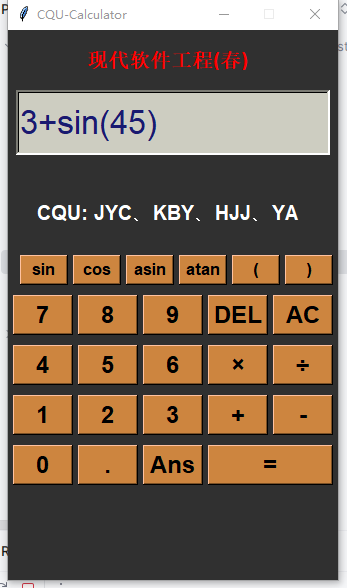 CQU-Calculator
现代软件工程(春)
3+sin(45)
CQU: JYC、KBY、HJJ、YA
sin cos asin atan ( )
7 8 9 DEL AC
4 5 6 × ÷
1 2 3 + -
0 . Ans =